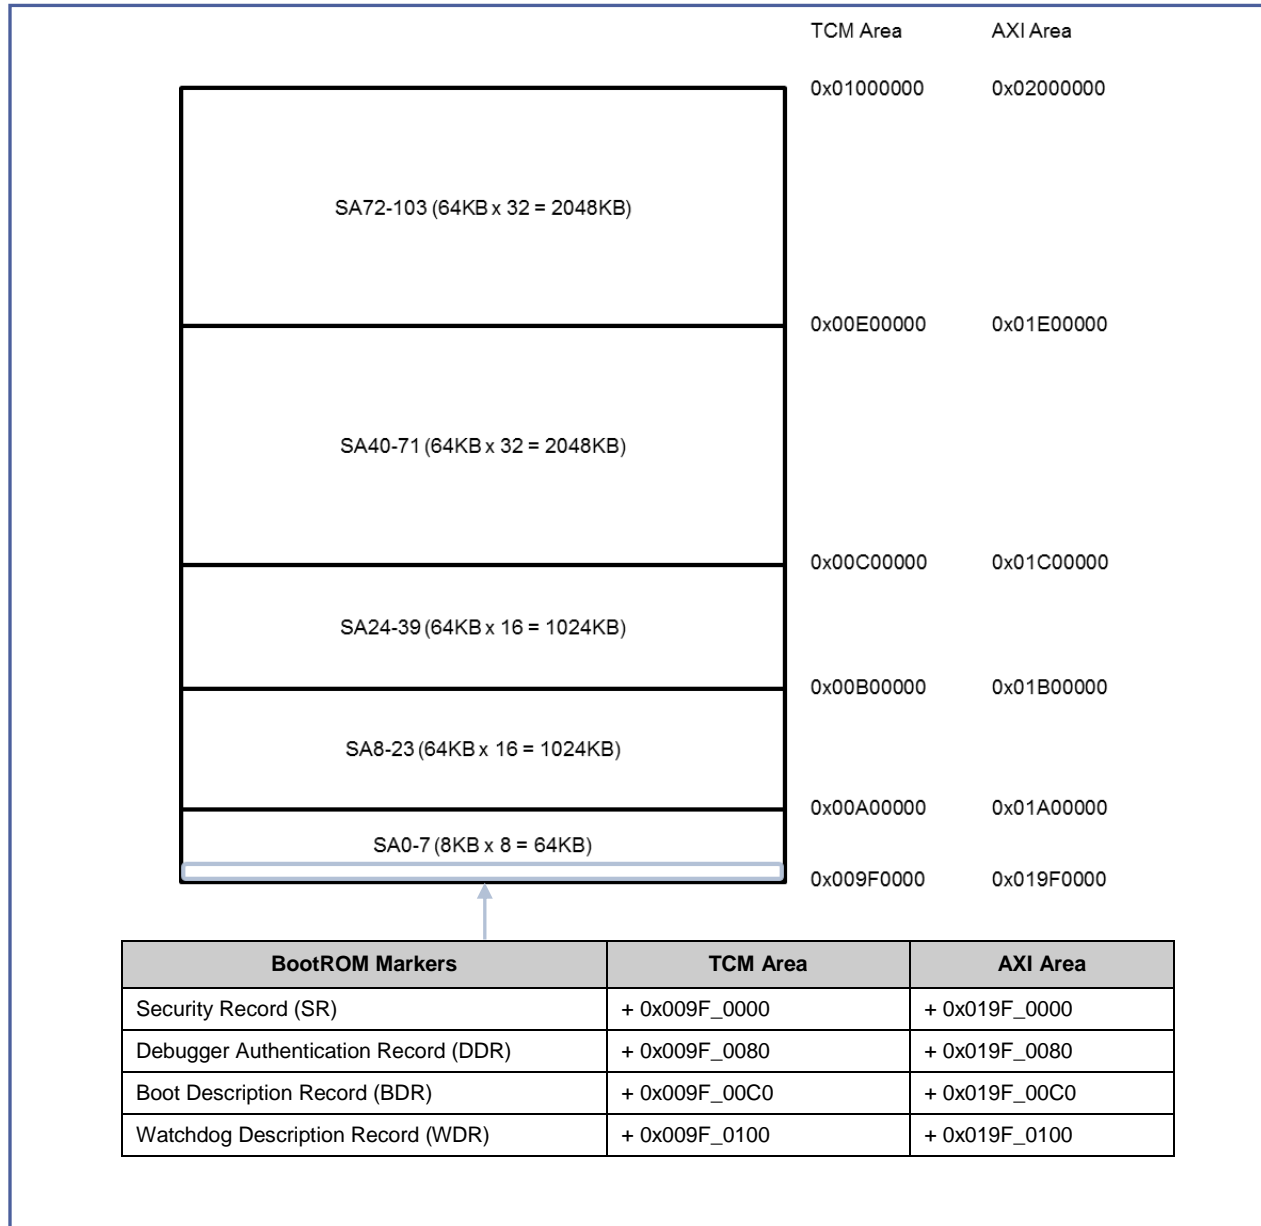 TCM Area AXI Area
0x01000000 0x02000000
SA72-103 (64KB x 32 = 2048KB)
0x00E00000 0x01E00000
SA40-71 (64KB x 32 = 2048KB)
0x00C00000 0x01C00000
SA24-39 (64KB x 16 = 1024KB)
0x00B00000 0x01B00000
SA8-23 (64KB x 16 = 1024KB)
0x00A00000 0x01A00000
SA0-7 (8KB x 8 = 64KB)
0x009F0000 0x019F0000
BootROM Markers TCM Area AXI Area
Security Record (SR) + 0x009F_0000 + 0x019F_0000
Debugger Authentication Record (DDR) + 0x009F_0080 + 0x019F_0080
Boot Description Record (BDR) + 0x009F_00C0 + 0x019F_00C0
Watchdog Description Record (WDR) + 0x009F_0100 + 0x019F_0100